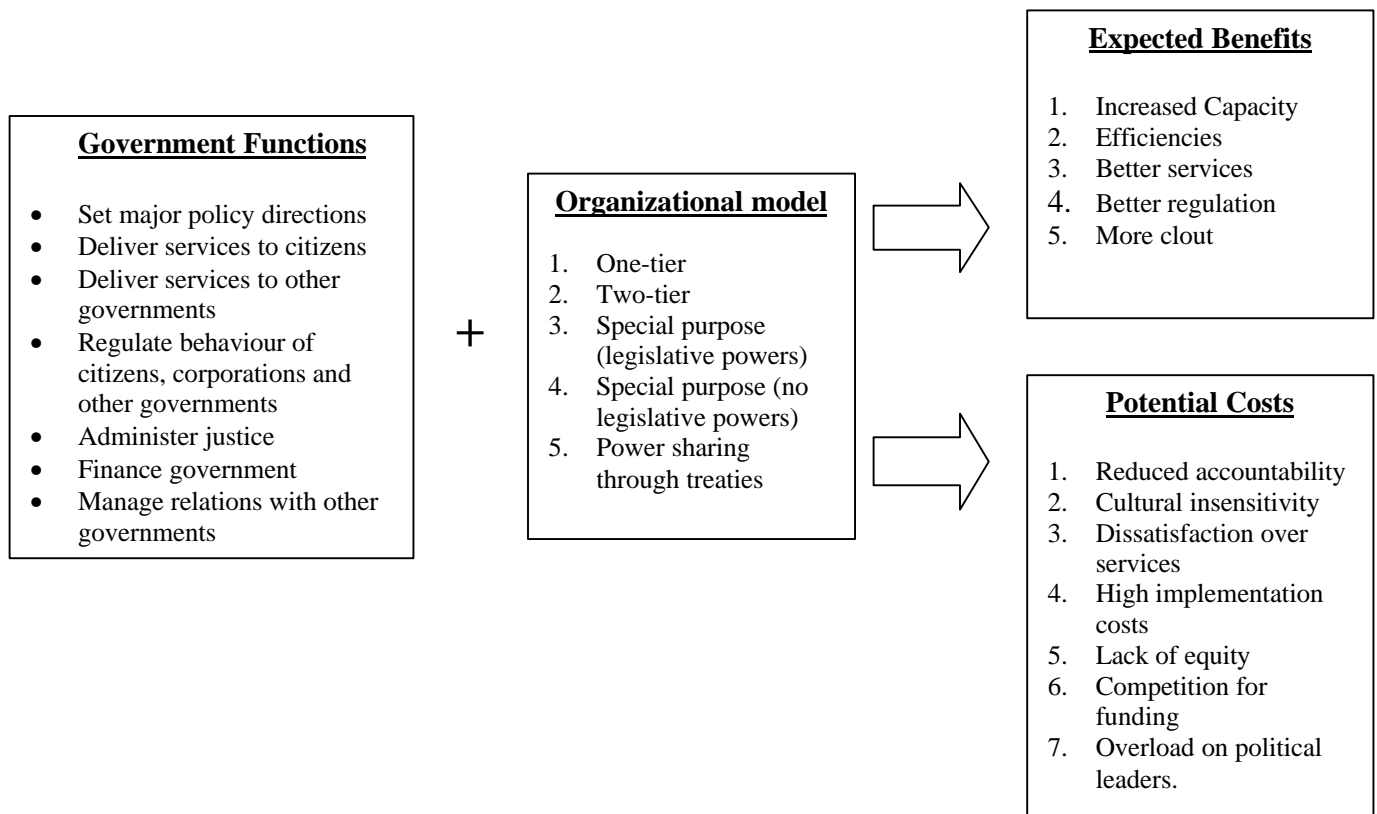 Government Functions
• Set major policy directions
• Deliver services to citizens
• Deliver services to other
governments
• Regulate behaviour of
citizens, corporations and
other governments
• Administer justice
• Finance government
• Manage relations with other
governments
+
Organizational model
1. One-tier
2. Two-tier
3. Special purpose
(legislative powers)
4. Special purpose (no
legislative powers)
5. Power sharing
through treaties
Expected Benefits
1. Increased Capacity
2. Efficiencies
3. Better services
4. Better regulation
5. More clout
Potential Costs
1. Reduced accountability
2. Cultural insensitivity
3. Dissatisfaction over
services
4. High implementation
costs
5. Lack of equity
6. Competition for
funding
7. Overload on political
leaders.